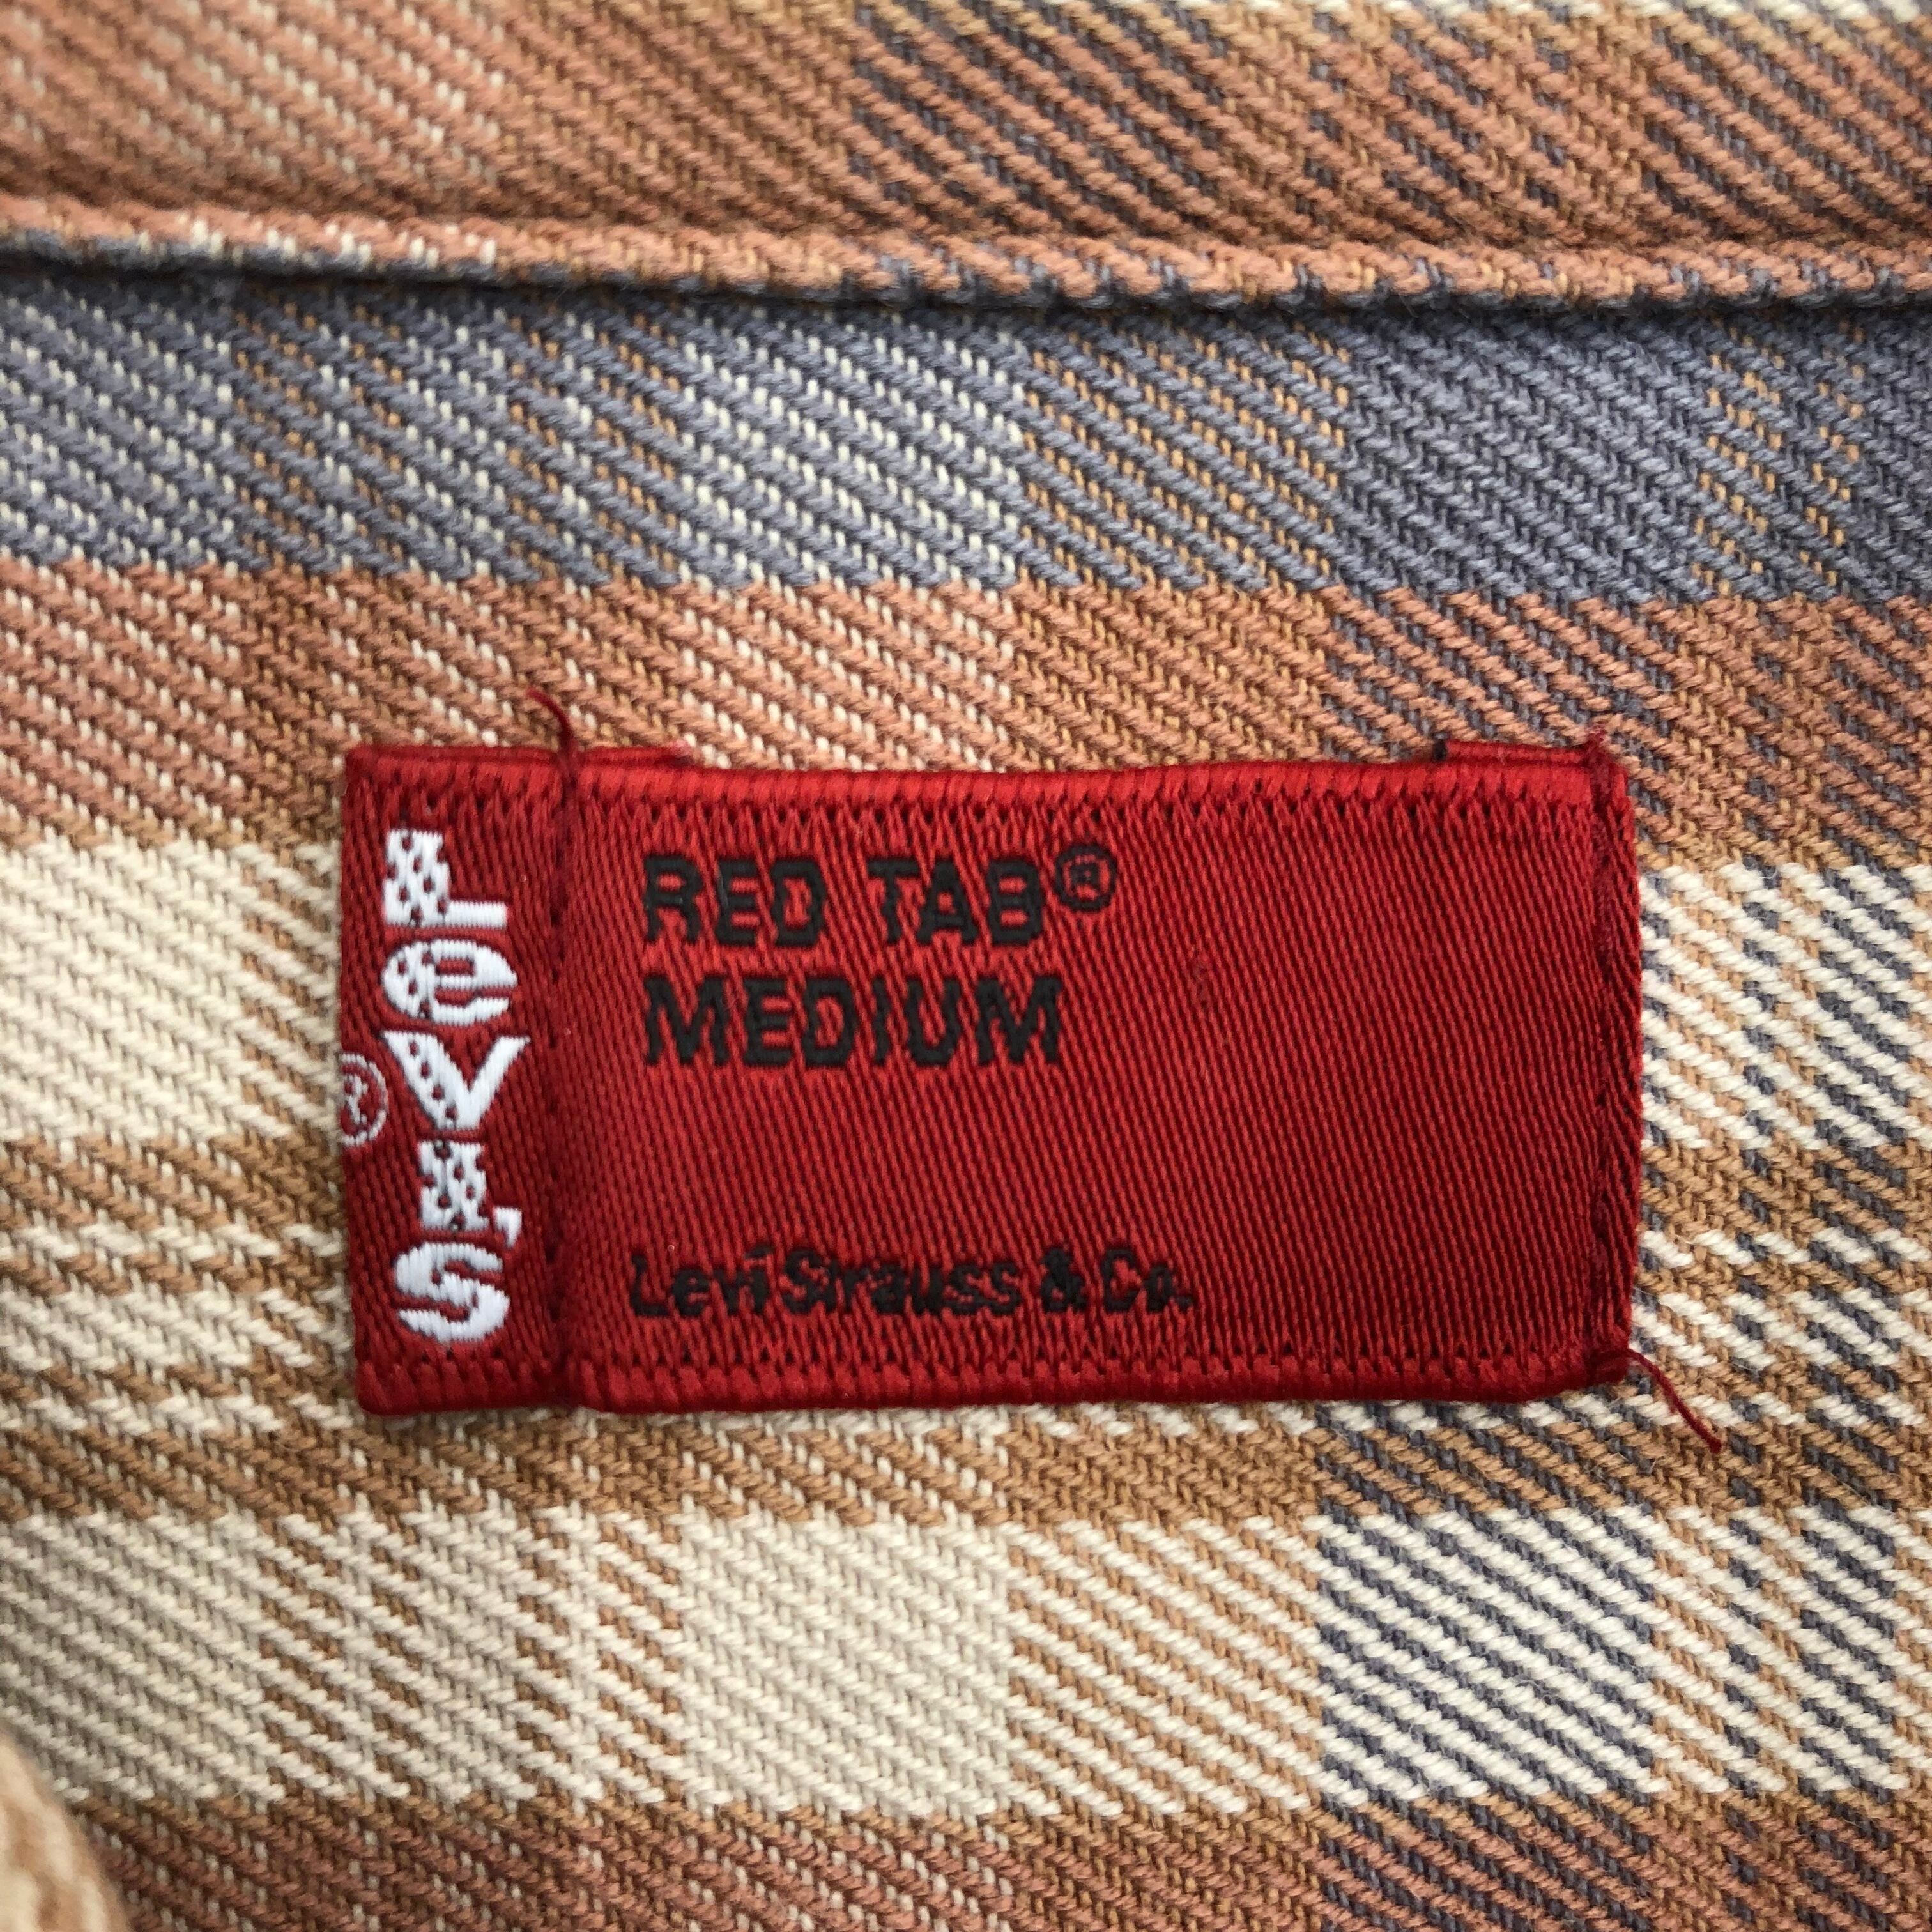 LEVI'S
®
RED TAB®
MEDIUM
Levi Strauss & Co.